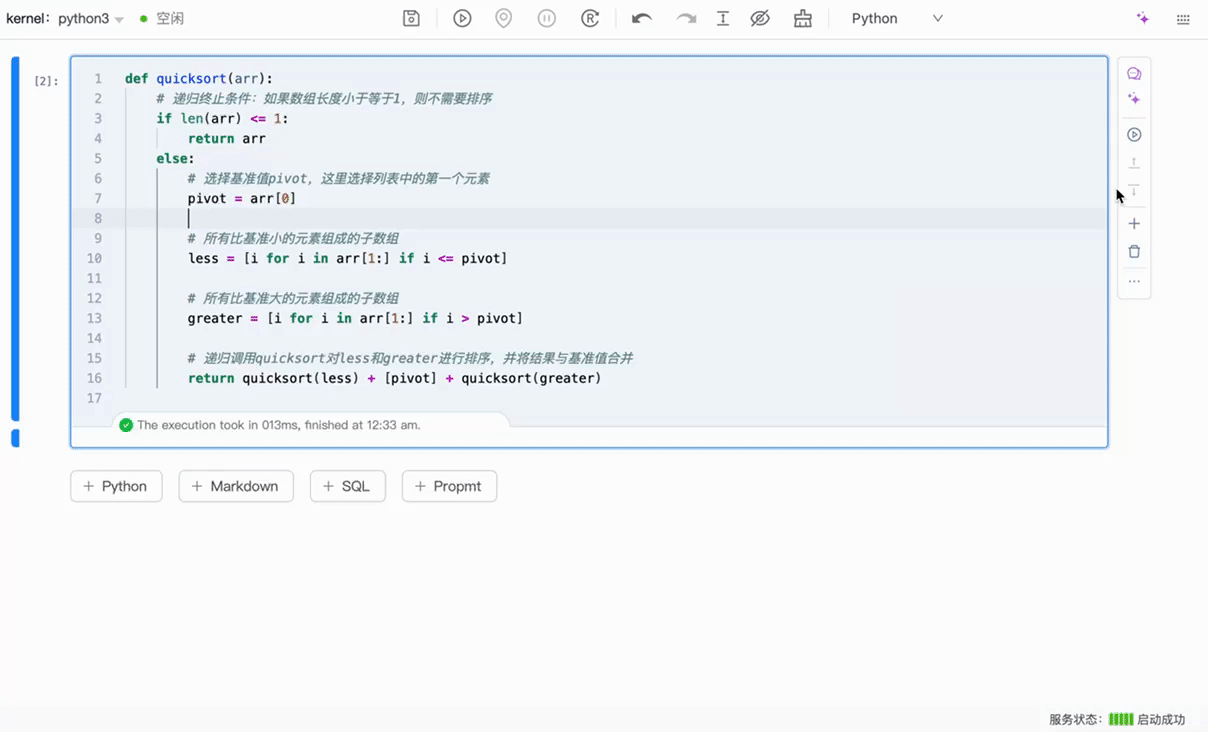 kernel: python3 空闲 Python
[2]:
1 def quicksort(arr):
2 # 递归终止条件：如果数组长度小于等于1，则不需要排序
3 if len(arr) <= 1:
4 return arr
5 else:
6 # 选择基准值pivot，这里选择列表中的第一个元素
7 pivot = arr[0]
8
9 # 所有比基准小的元素组成的子数组
10 less = [i for i in arr[1:] if i <= pivot]
11
12 # 所有比基准大的元素组成的子数组
13 greater = [i for i in arr[1:] if i > pivot]
14
15 # 递归调用quicksort对less和greater进行排序，并将结果与基准值合并
16 return quicksort(less) + [pivot] + quicksort(greater)
17
The execution took in 013ms, finished at 12:33 am.
+ Python + Markdown + SQL + Propmt
服务状态： 启动成功